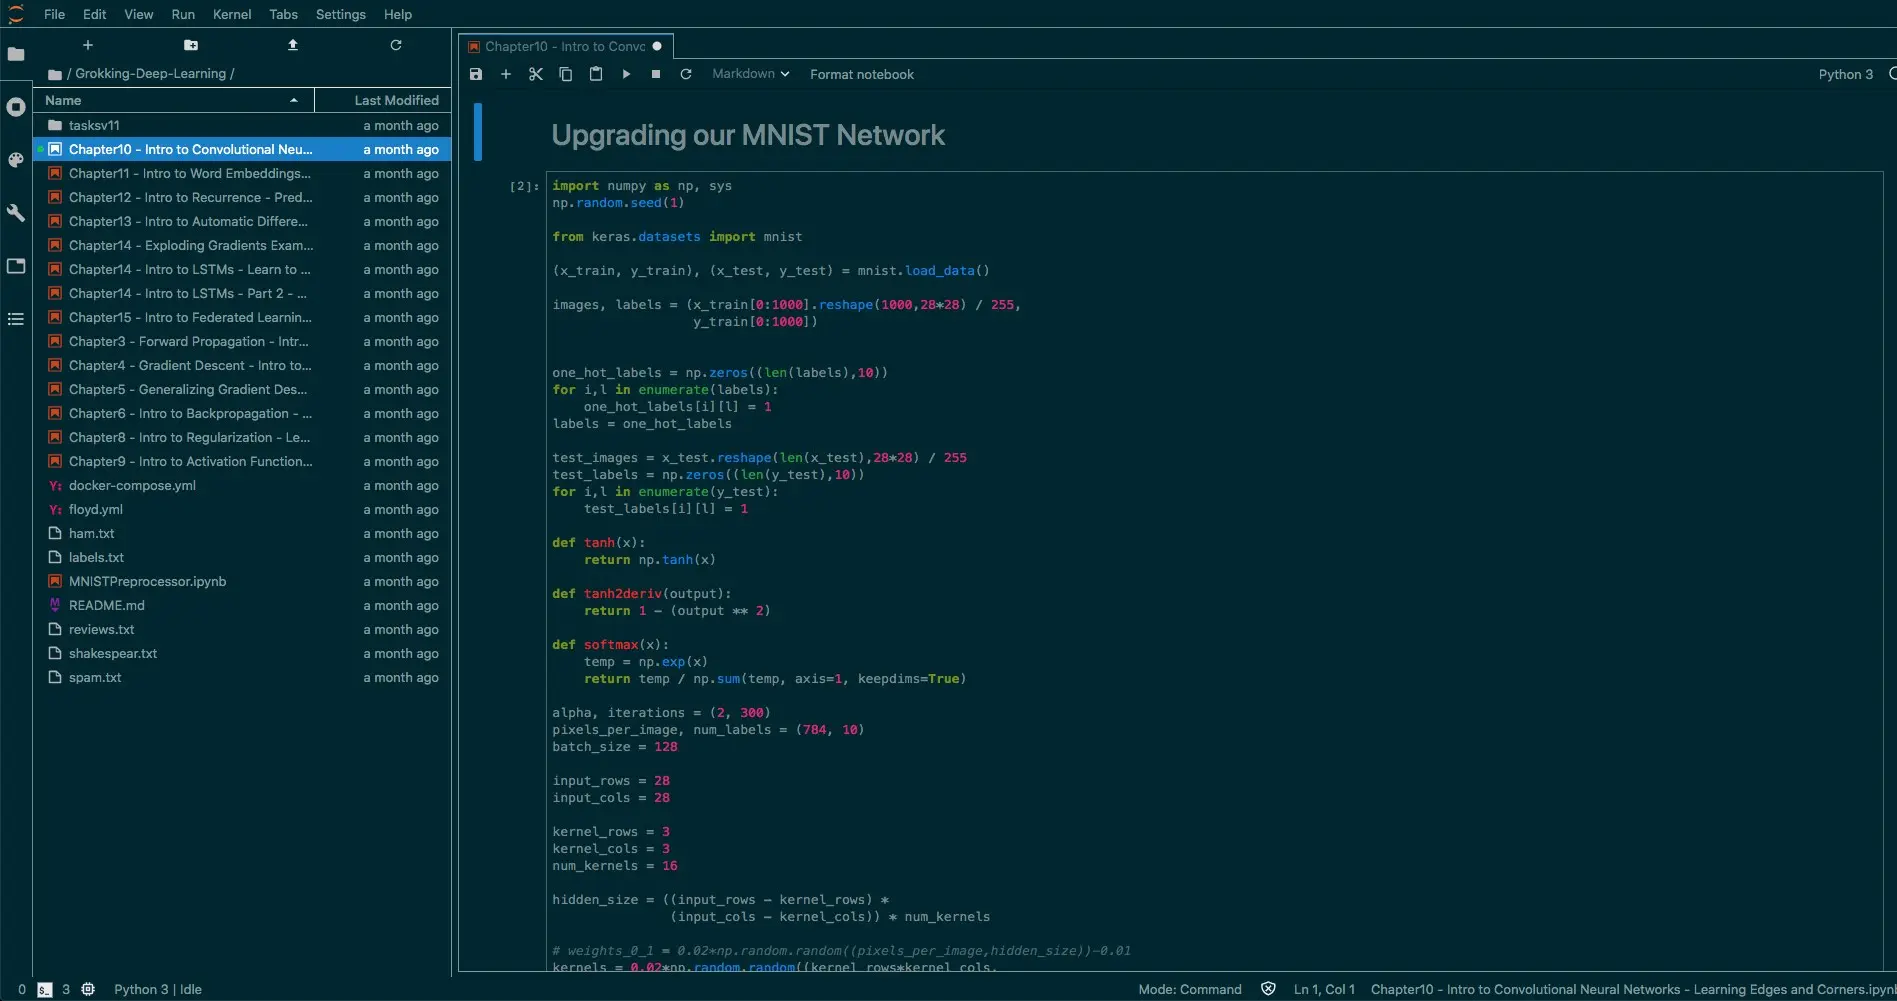 File Edit View Run Kernel Tabs Settings Help
/ Grokking-Deep-Learning /
Name Last Modified
tasksv11 a month ago
Chapter10 - Intro to Convolutional Neu... a month ago
Chapter11 - Intro to Word Embeddings... a month ago
Chapter12 - Intro to Recurrence - Pred... a month ago
Chapter13 - Intro to Automatic Differe... a month ago
Chapter14 - Exploding Gradients Exam... a month ago
Chapter14 - Intro to LSTMs - Learn to ... a month ago
Chapter14 - Intro to LSTMs - Part 2 - ... a month ago
Chapter15 - Intro to Federated Learnin... a month ago
Chapter3 - Forward Propagation - Intr... a month ago
Chapter4 - Gradient Descent - Intro to... a month ago
Chapter5 - Generalizing Gradient Des... a month ago
Chapter6 - Intro to Backpropagation - ... a month ago
Chapter8 - Intro to Regularization - Le... a month ago
Chapter9 - Intro to Activation Function... a month ago
Y: docker-compose.yml a month ago
Y: floyd.yml a month ago
ham.txt a month ago
labels.txt a month ago
MNISTPreprocessor.ipynb a month ago
M README.md a month ago
reviews.txt a month ago
shakespear.txt a month ago
spam.txt a month ago
Chapter10 - Intro to Convo
Markdown Format notebook Python 3
Upgrading our MNIST Network
[2]:
import numpy as np, sys
np.random.seed(1)
from keras.datasets import mnist
(x_train, y_train), (x_test, y_test) = mnist.load_data()
images, labels = (x_train[0:1000].reshape(1000,28*28) / 255,
y_train[0:1000])
one_hot_labels = np.zeros((len(labels),10))
for i,l in enumerate(labels):
one_hot_labels[i][l] = 1
labels = one_hot_labels
test_images = x_test.reshape(len(x_test),28*28) / 255
test_labels = np.zeros((len(y_test),10))
for i,l in enumerate(y_test):
test_labels[i][l] = 1
def tanh(x):
return np.tanh(x)
def tanh2deriv(output):
return 1 - (output ** 2)
def softmax(x):
temp = np.exp(x)
return temp / np.sum(temp, axis=1, keepdims=True)
alpha, iterations = (2, 300)
pixels_per_image, num_labels = (784, 10)
batch_size = 128
input_rows = 28
input_cols = 28
kernel_rows = 3
kernel_cols = 3
num_kernels = 16
hidden_size = ((input_rows - kernel_rows) *
(input_cols - kernel_cols)) * num_kernels
# weights_0_1 = 0.02*np.random.random((pixels_per_image,hidden_size))-0.01
kernels = 0.02*np.random.random((kernel_rows*kernel_cols,
0 $_ 3 Python 3 | Idle Mode: Command Ln 1, Col 1 Chapter10 - Intro to Convolutional Neural Networks - Learning Edges and Corners.ipyn